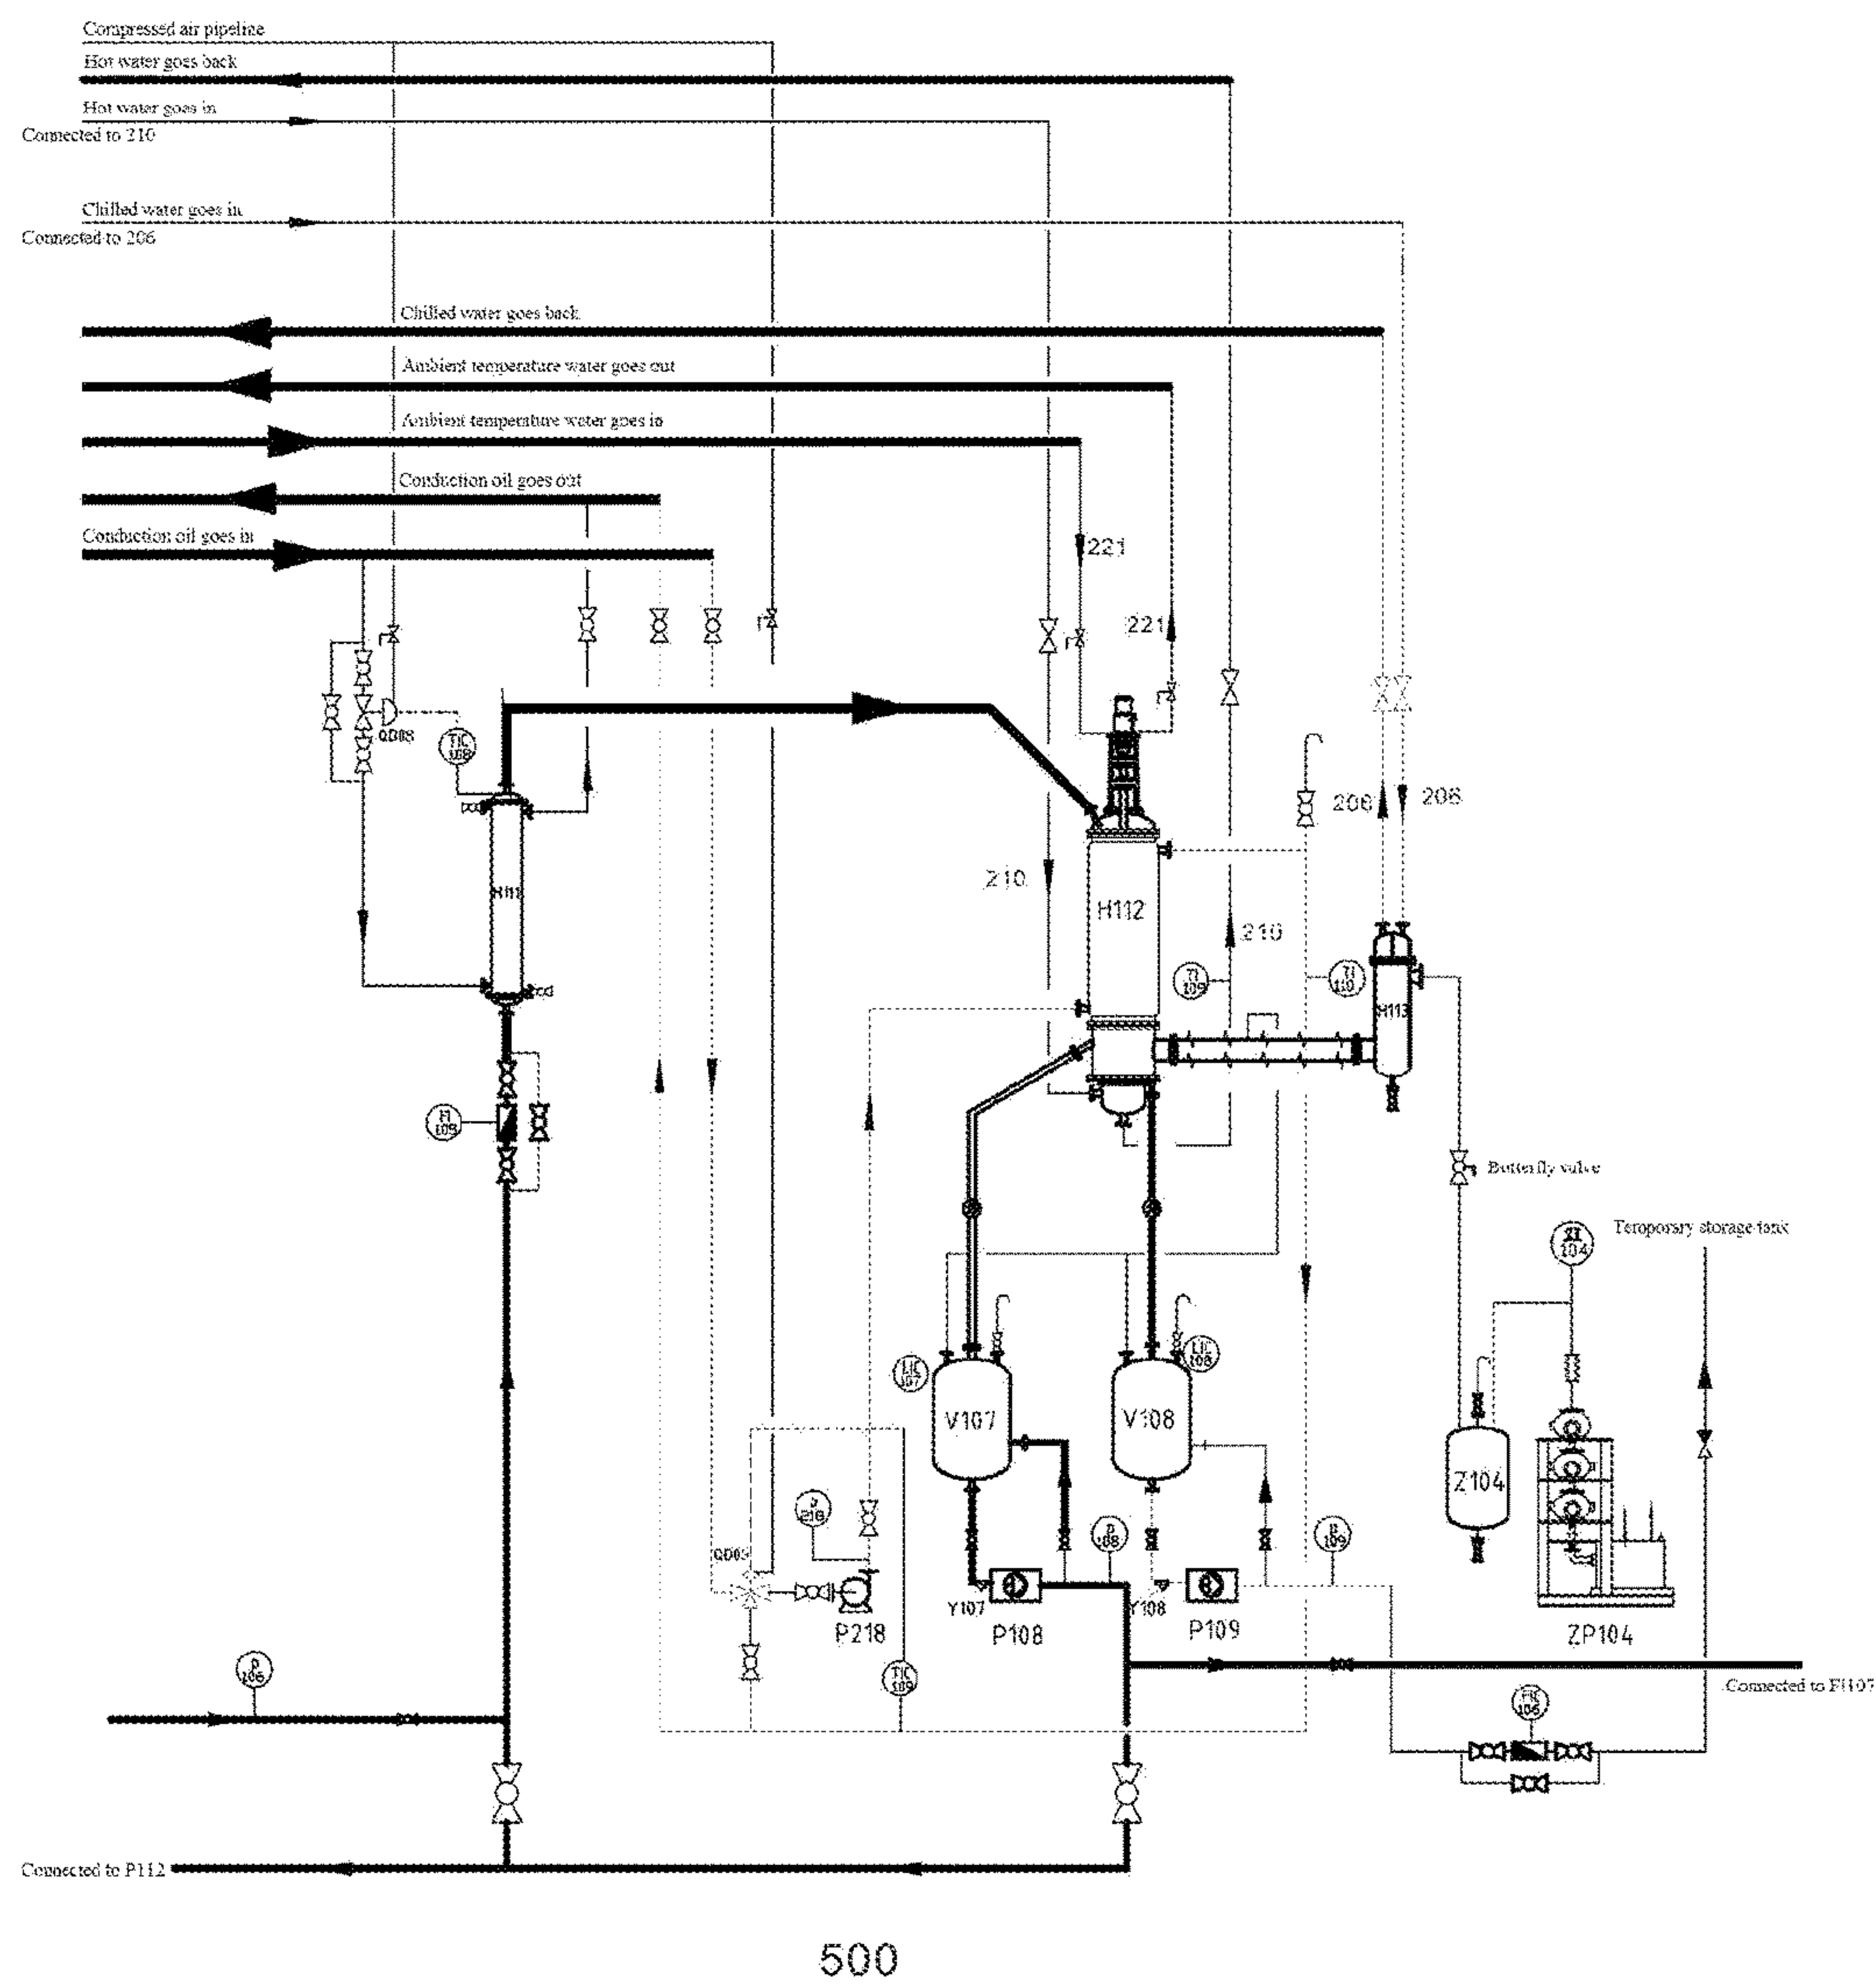 Compressed air pipeline
Hot water goes back
Hot water goes in
Connected to 210
Chilled water goes in
Connected to 206
Chilled water goes back
Ambient temperature water goes out
Ambient temperature water goes in
Conduction oil goes out
Conduction oil goes in
221
221
QD08
TIC
108
206
206
210
H111
H112
210
TI
109
TI
110
H113
FI
105
Butterfly valve
Temporary storage tank
104
LIC
107
LIC
108
V107
V108
Z104
P
218
P
108
P
109
QD09
Y107
Y108
P218
P108
P109
ZP104
P
106
TIC
109
Connected to FI107
FIC
106
Connected to P112
500